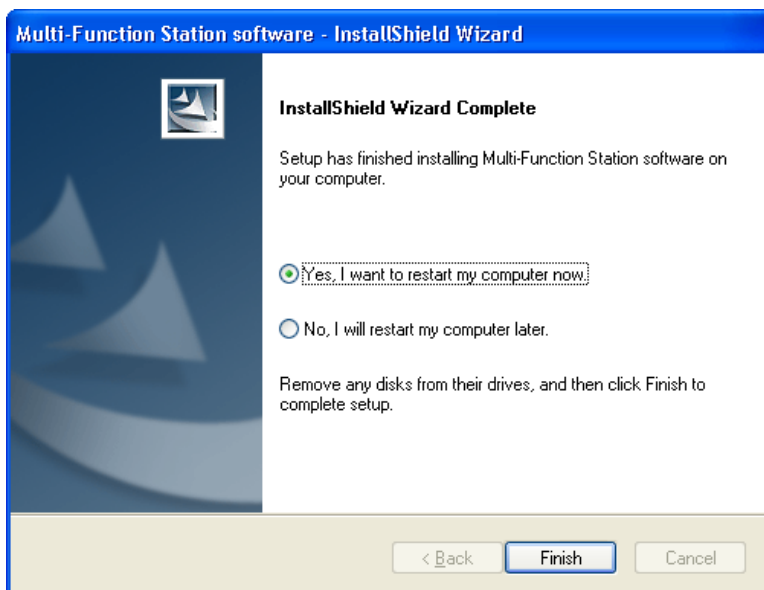 Multi-Function Station software - InstallShield Wizard
InstallShield Wizard Complete
Setup has finished installing Multi-Function Station software on
your computer.
Yes, I want to restart my computer now.
No, I will restart my computer later.
Remove any disks from their drives, and then click Finish to
complete setup.
< Back
Finish
Cancel